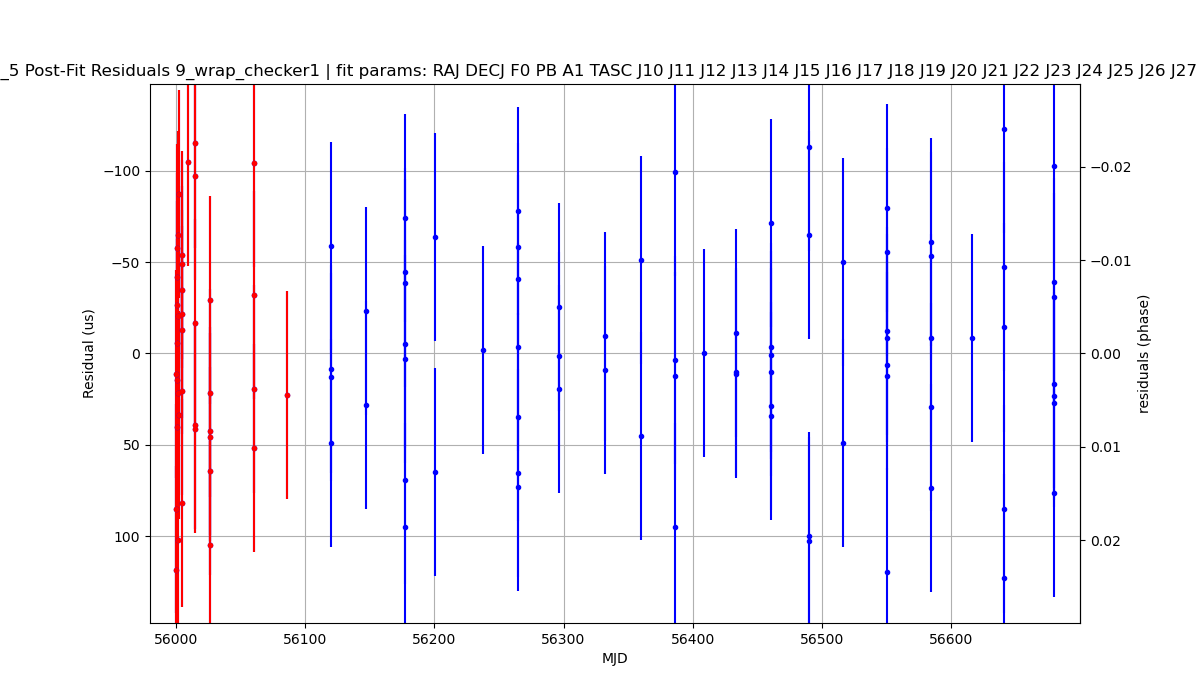 _5 Post-Fit Residuals 9_wrap_checker1 | fit params: RAJ DECJ F0 PB A1 TASC J10 J11 J12 J13 J14 J15 J16 J17 J18 J19 J20 J21 J22 J23 J24 J25 J26 J27
Residual (us)
−100
−50
0
50
100
−0.02
−0.01
0.00
0.01
0.02
residuals (phase)
56000 56100 56200 56300 56400 56500 56600
MJD